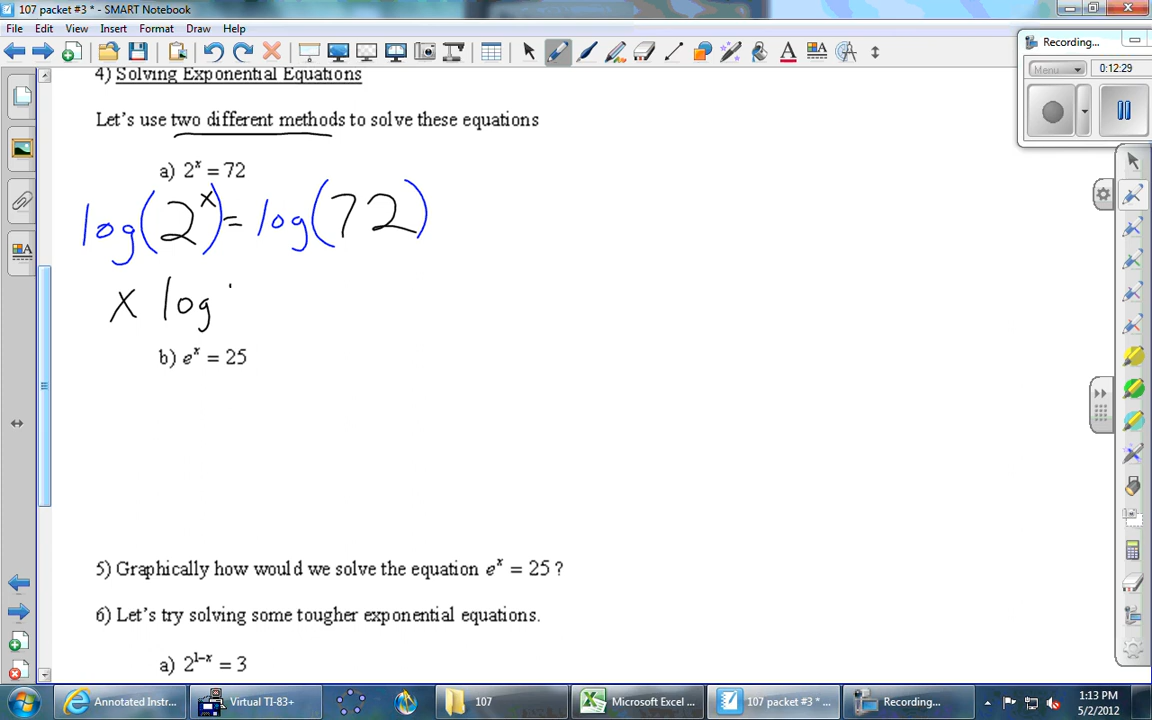 107 packet #3 * - SMART Notebook
File Edit View Insert Format Draw Help
Recording...
Menu
0:12:29
4) Solving Exponential Equations
Let's use two different methods to solve these equations
a) 2^x = 72
log(2^x) = log(72)
x log
b) e^x = 25
5) Graphically how would we solve the equation e^x = 25 ?
6) Let's try solving some tougher exponential equations.
a) 2^{1-x} = 3
Annotated Instr...
Virtual TI-83+
107
Microsoft Excel ...
107 packet #3 * ...
Recording...
1:13 PM
5/2/2012